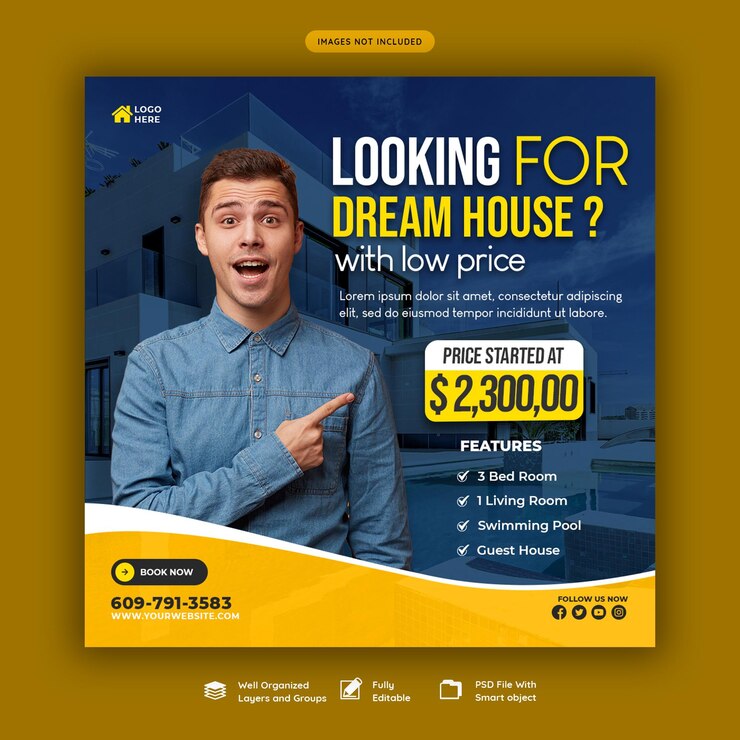 IMAGES NOT INCLUDED
LOGO
HERE
LOOKING FOR
DREAM HOUSE ?
with low price
Lorem ipsum dolor sit amet, consectetur adipiscing
elit, sed do eiusmod tempor incididunt ut labore.
PRICE STARTED AT
$ 2,300,00
FEATURES
3 Bed Room
1 Living Room
Swimming Pool
Guest House
BOOK NOW
609-791-3583
WWW.YOURWEBSITE.COM
FOLLOW US NOW
Well Organized
Layers and Groups
Fully
Editable
PSD File With
Smart object